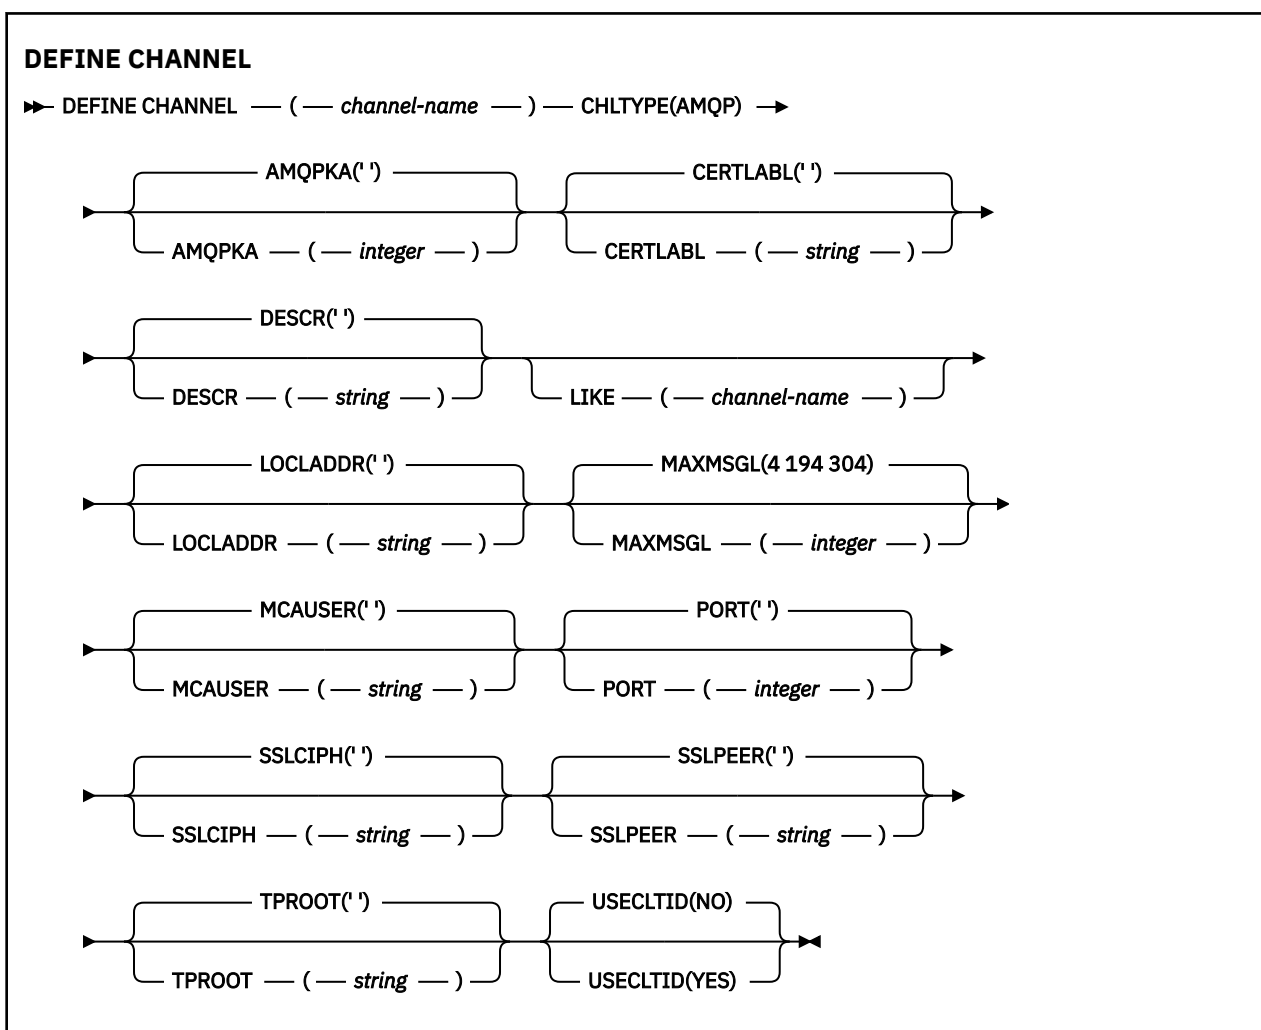 DEFINE CHANNEL
DEFINE CHANNEL ( channel-name ) CHLTYPE(AMQP)
AMQPKA(' ') CERTLABL(' ')
AMQPKA ( integer ) CERTLABL ( string )
DESCR(' ')
DESCR ( string ) LIKE ( channel-name )
LOCLADDR(' ') MAXMSGL(4 194 304)
LOCLADDR ( string ) MAXMSGL ( integer )
MCAUSER(' ') PORT(' ')
MCAUSER ( string ) PORT ( integer )
SSLCIPH(' ') SSLPEER(' ')
SSLCIPH ( string ) SSLPEER ( string )
TPROOT(' ') USECLTID(NO)
TPROOT ( string ) USECLTID(YES)